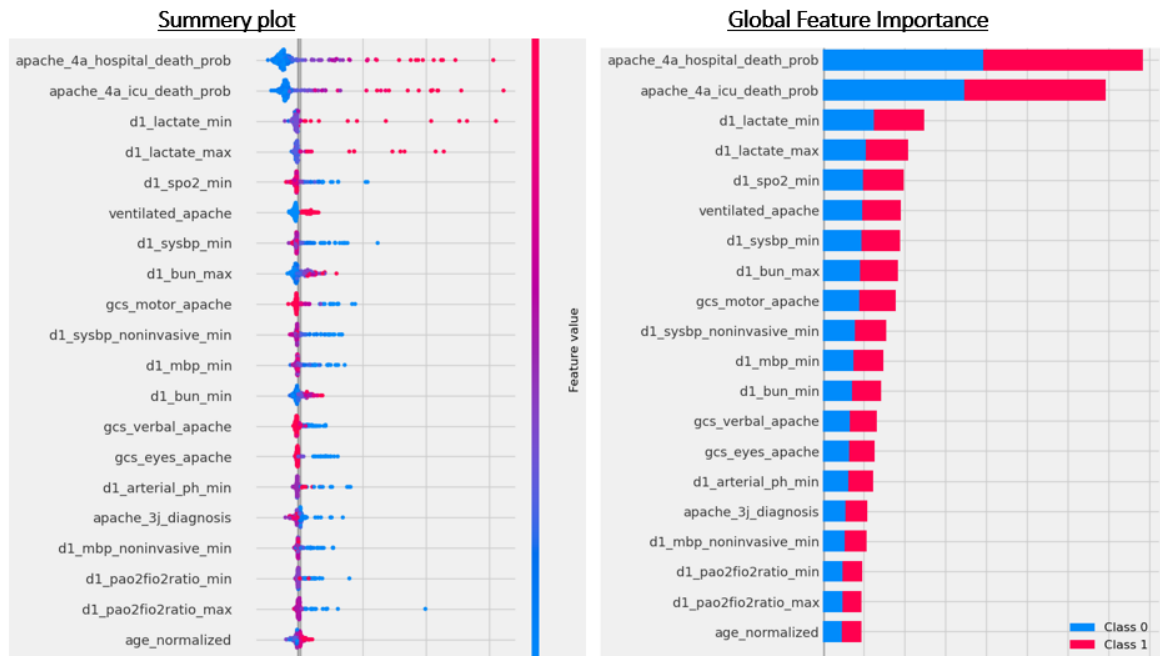 Summery plot
apache_4a_hospital_death_prob
apache_4a_icu_death_prob
d1_lactate_min
d1_lactate_max
d1_spo2_min
ventilated_apache
d1_sysbp_min
d1_bun_max
gcs_motor_apache
d1_sysbp_noninvasive_min
d1_mbp_min
d1_bun_min
gcs_verbal_apache
gcs_eyes_apache
d1_arterial_ph_min
apache_3j_diagnosis
d1_mbp_noninvasive_min
d1_pao2fio2ratio_min
d1_pao2fio2ratio_max
age_normalized
Feature value
Global Feature Importance
apache_4a_hospital_death_prob
apache_4a_icu_death_prob
d1_lactate_min
d1_lactate_max
d1_spo2_min
ventilated_apache
d1_sysbp_min
d1_bun_max
gcs_motor_apache
d1_sysbp_noninvasive_min
d1_mbp_min
d1_bun_min
gcs_verbal_apache
gcs_eyes_apache
d1_arterial_ph_min
apache_3j_diagnosis
d1_mbp_noninvasive_min
d1_pao2fio2ratio_min
d1_pao2fio2ratio_max
age_normalized
Class 0
Class 1